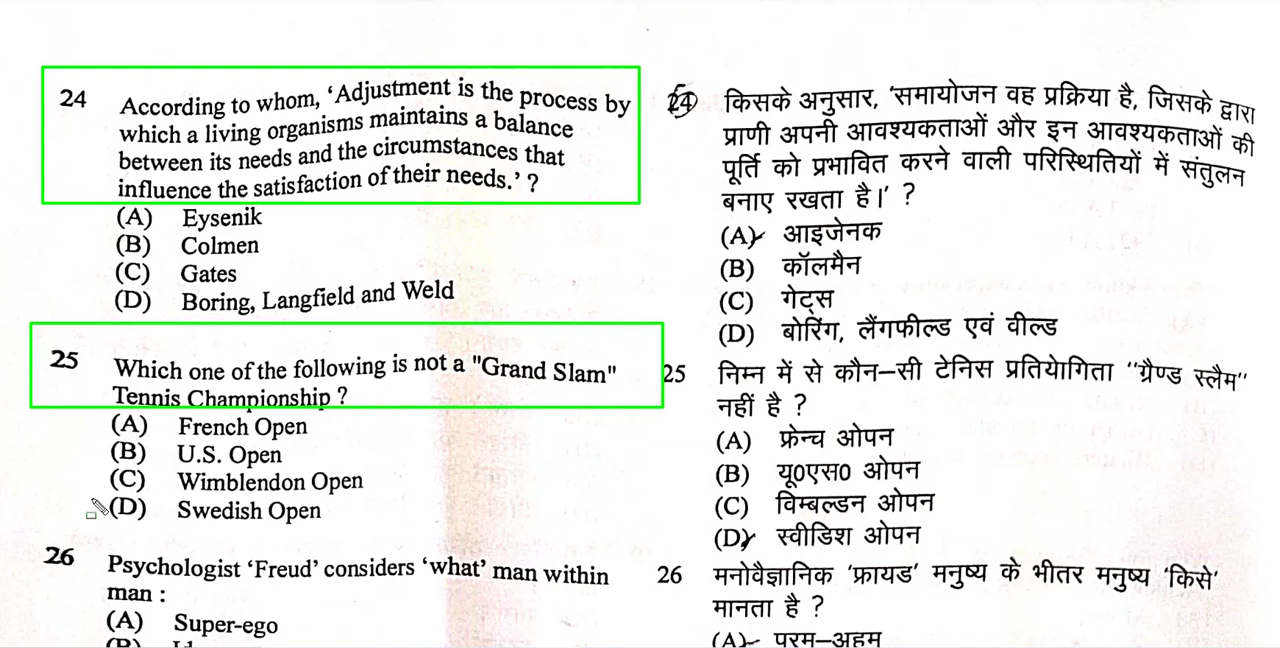 24 According to whom, ‘Adjustment is the process by
which a living organisms maintains a balance
between its needs and the circumstances that
influence the satisfaction of their needs.’ ?
(A) Eysenik
(B) Colmen
(C) Gates
(D) Boring, Langfield and Weld
25 Which one of the following is not a "Grand Slam"
Tennis Championship ?
(A) French Open
(B) U.S. Open
(C) Wimblendon Open
(D) Swedish Open
26 Psychologist ‘Freud’ considers ‘what’ man within
man :
(A) Super-ego
24 किसके अनुसार, ‘समायोजन वह प्रक्रिया है, जिसके द्वारा
प्राणी अपनी आवश्यकताओं और इन आवश्यकताओं की
पूर्ति को प्रभावित करने वाली परिस्थितियों में संतुलन
बनाए रखता है।’ ?
(A) आइजेनक
(B) कॉलमैन
(C) गेट्स
(D) बोरिंग, लैंगफील्ड एवं वील्ड
25 निम्न में से कौन–सी टेनिस प्रतियोगिता "ग्रैण्ड स्लैम"
नहीं है ?
(A) फ्रेन्च ओपन
(B) यू0एस0 ओपन
(C) विम्बल्डन ओपन
(D) स्वीडिश ओपन
26 मनोवैज्ञानिक ‘फ्रायड’ मनुष्य के भीतर मनुष्य ‘किसे’
मानता है ?
(A) परम–अहम